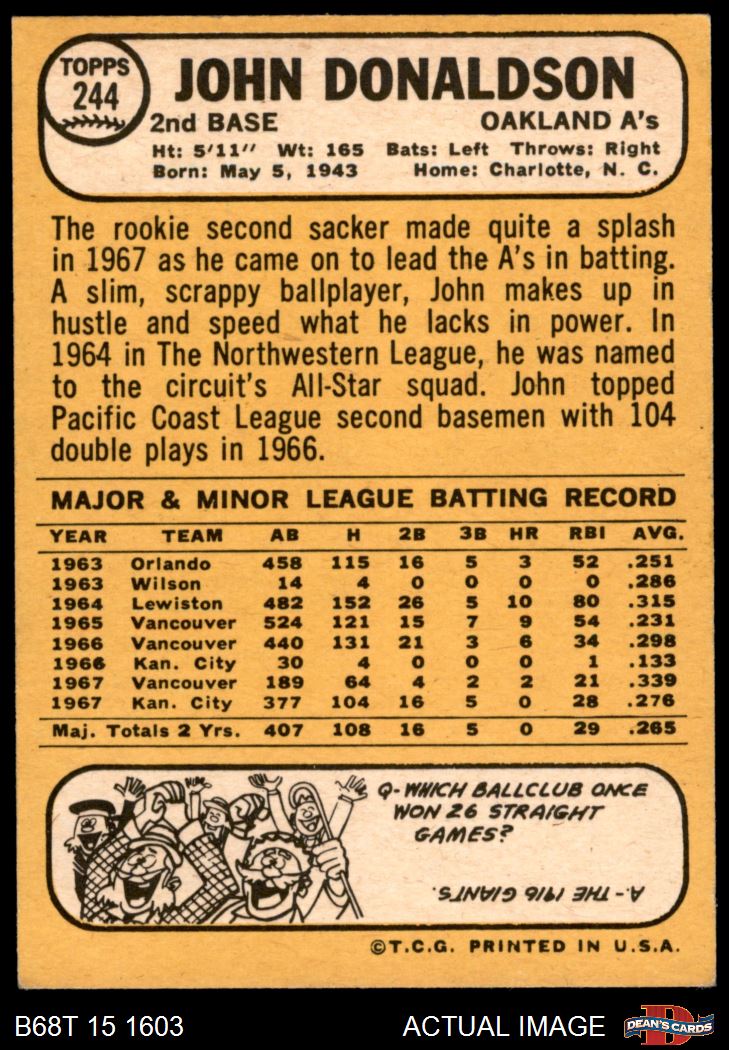 TOPPS
244
JOHN DONALDSON
2nd BASE OAKLAND A's
Ht: 5'11" Wt: 165 Bats: Left Throws: Right
Born: May 5, 1943 Home: Charlotte, N. C.
The rookie second sacker made quite a splash
in 1967 as he came on to lead the A's in batting.
A slim, scrappy ballplayer, John makes up in
hustle and speed what he lacks in power. In
1964 in The Northwestern League, he was named
to the circuit's All-Star squad. John topped
Pacific Coast League second basemen with 104
double plays in 1966.
MAJOR & MINOR LEAGUE BATTING RECORD
YEAR TEAM AB H 2B 3B HR RBI AVG.
1963 Orlando 458 115 16 5 3 52 .251
1963 Wilson 14 4 0 0 0 0 .286
1964 Lewiston 482 152 26 5 10 80 .315
1965 Vancouver 524 121 15 7 9 54 .231
1966 Vancouver 440 131 21 3 6 34 .298
1966 Kan. City 30 4 0 0 0 1 .133
1967 Vancouver 189 64 4 2 2 21 .339
1967 Kan. City 377 104 16 5 0 28 .276
Maj. Totals 2 Yrs. 407 108 16 5 0 29 .265
Q- WHICH BALLCLUB ONCE
WON 26 STRAIGHT
GAMES?
A-. THE 1916 GIANTS.
©T.C.G. PRINTED IN U.S.A.
B68T 15 1603 ACTUAL IMAGE
D
DEAN'S CARDS